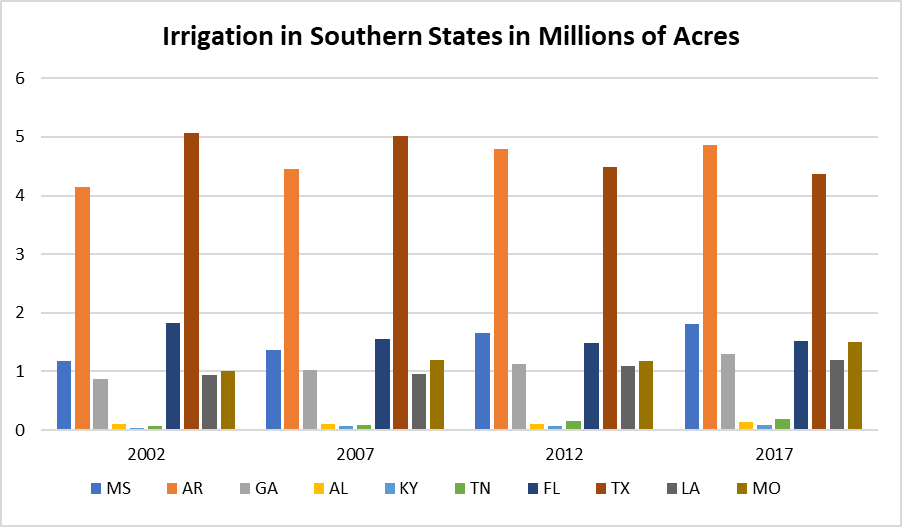 Irrigation in Southern States in Millions of Acres
6
5
4
3
2
1
0
2002 2007 2012 2017
MS AR GA AL KY TN FL TX LA MO